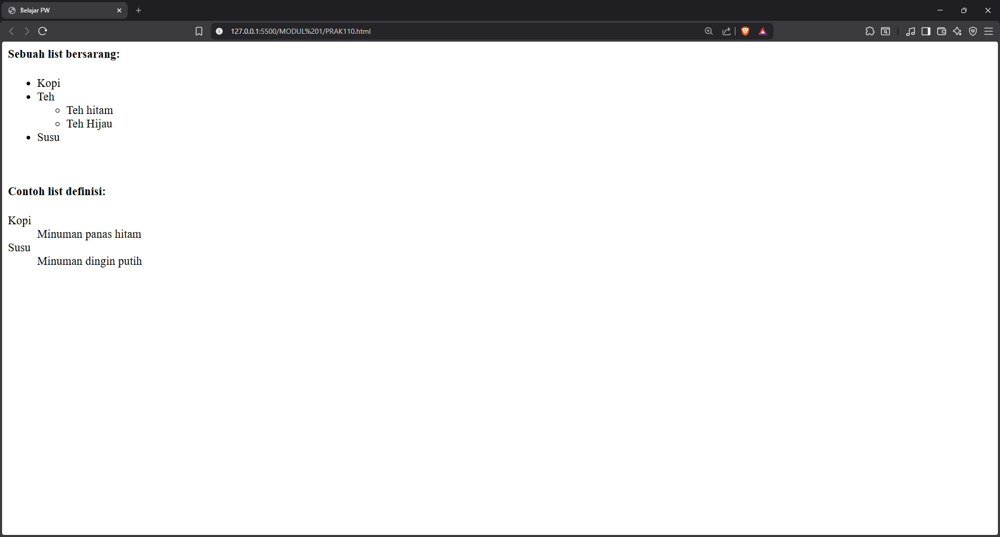 Belajar PW
127.0.0.1:5500/MODUL%201/PRAK110.html
Sebuah list bersarang:
Kopi
Teh
Teh hitam
Teh Hijau
Susu
Contoh list definisi:
Kopi
Minuman panas hitam
Susu
Minuman dingin putih